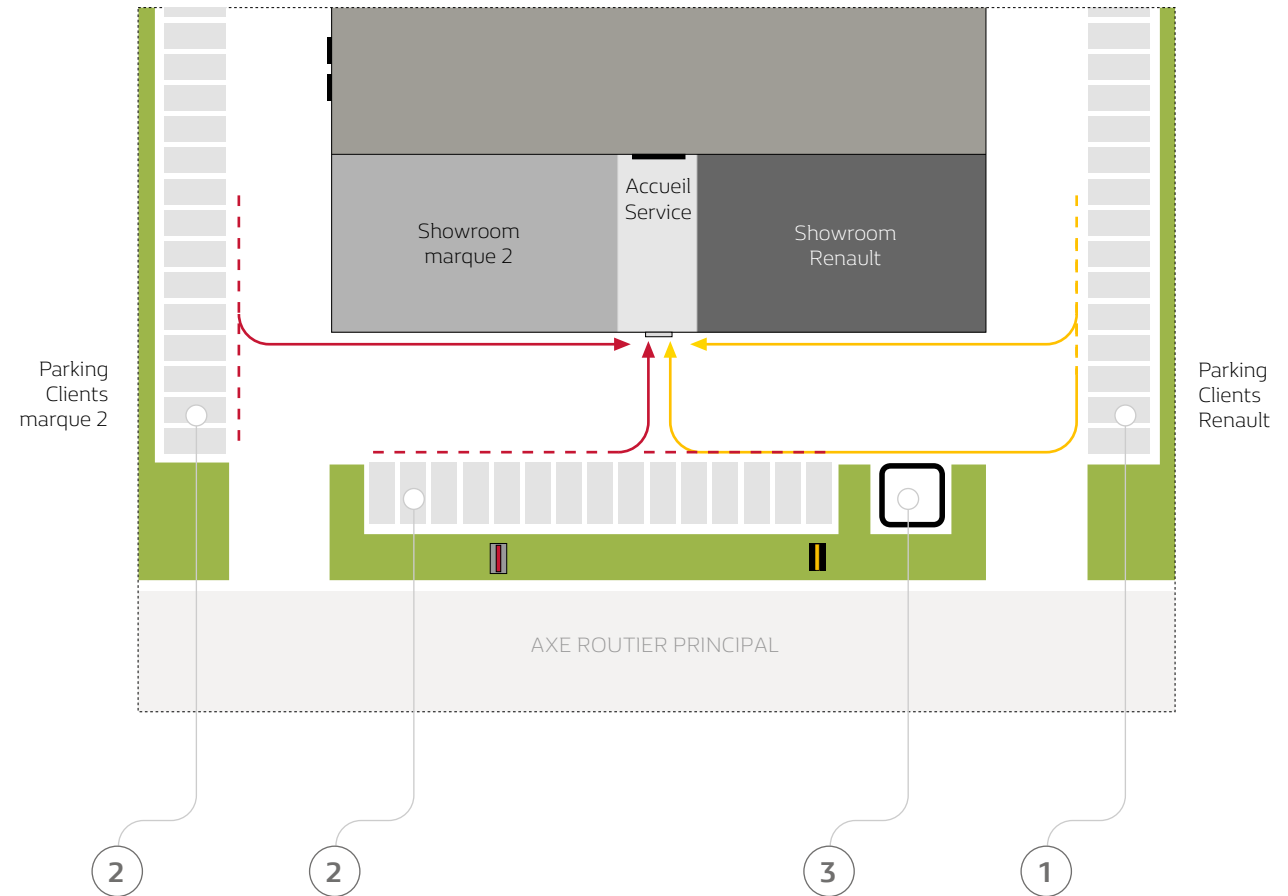 Accueil
Service
Showroom
marque 2
Showroom
Renault
Parking
Clients
marque 2
Parking
Clients
Renault
AXE ROUTIER PRINCIPAL
2
2
3
1